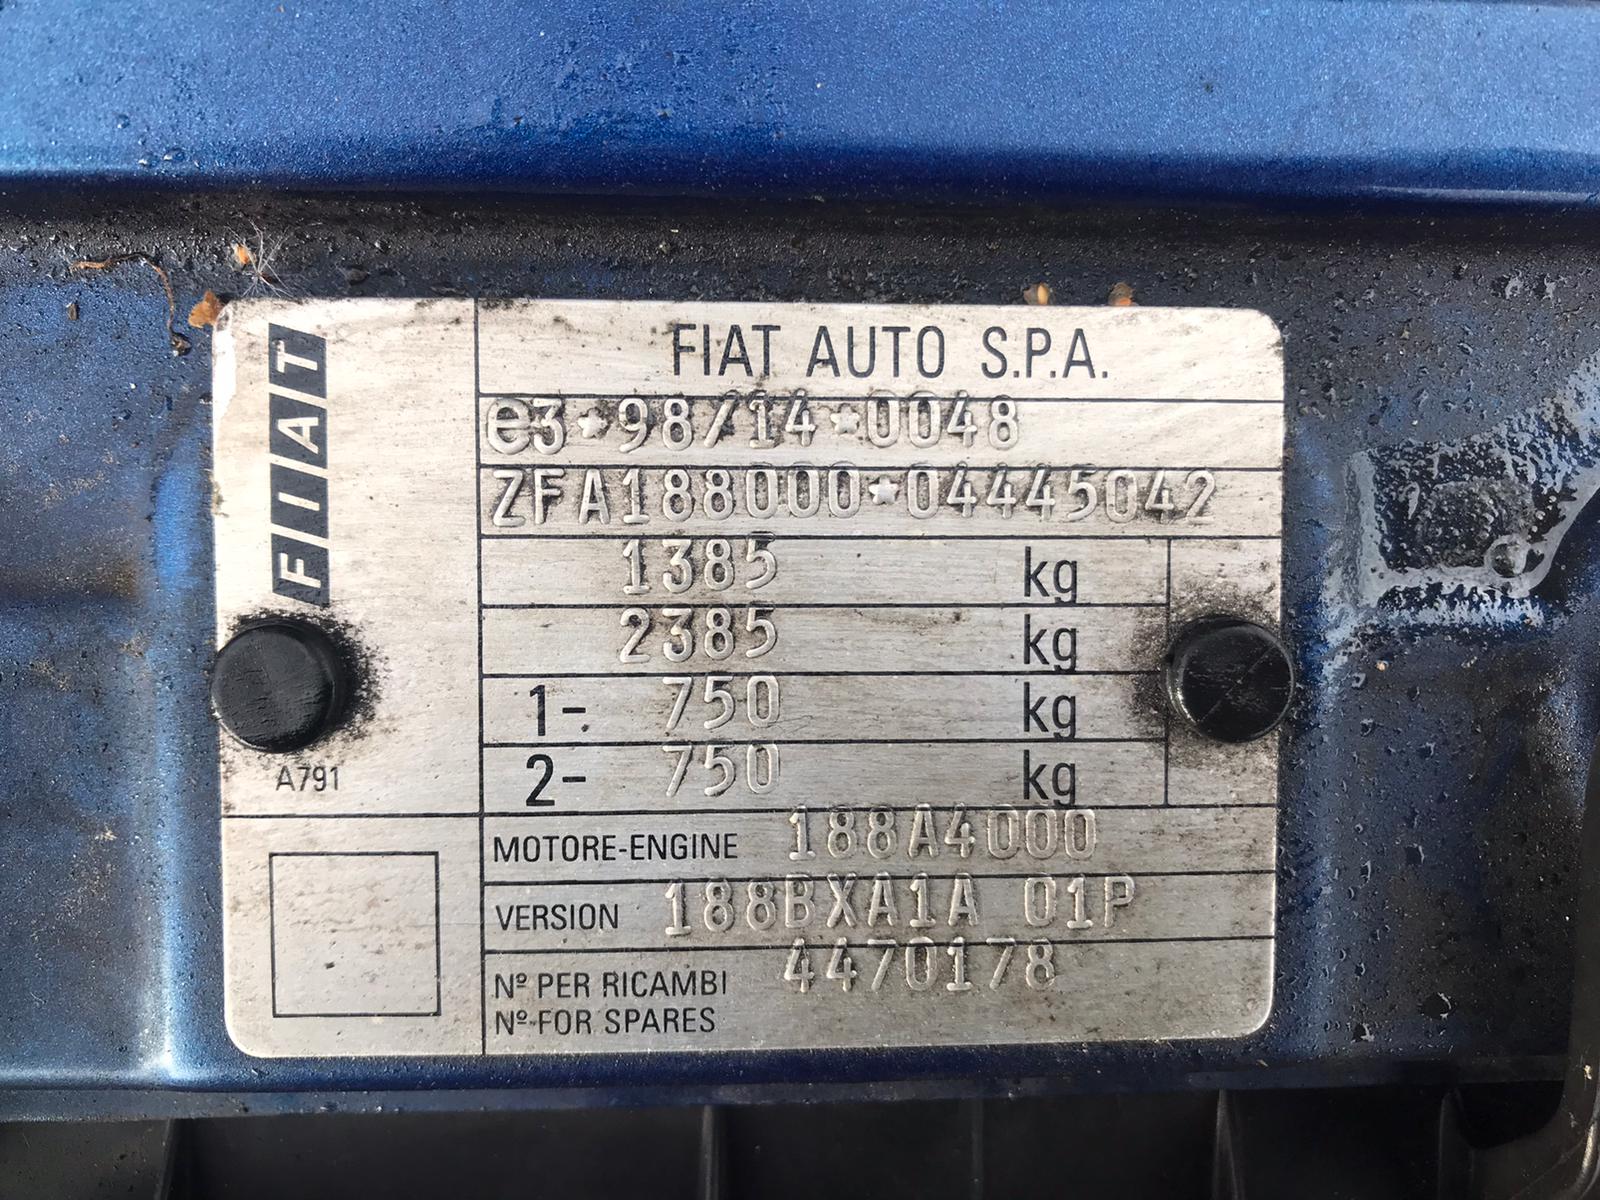 FIAT
FIAT AUTO S.P.A.
e3*98/14*0048
ZFA188000*04445042
1385 kg
2385 kg
1- 750 kg
2- 750 kg
A791
MOTORE-ENGINE 188A4000
VERSION 188BXA1A 01P
Nº PER RICAMBI 4470178
Nº FOR SPARES